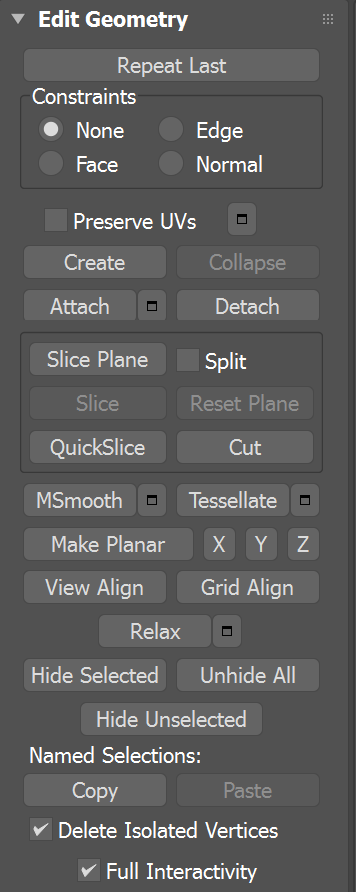 Edit Geometry
Repeat Last
Constraints
None Edge
Face Normal
Preserve UVs
Create Collapse
Attach Detach
Slice Plane Split
Slice Reset Plane
QuickSlice Cut
MSmooth Tessellate
Make Planar X Y Z
View Align Grid Align
Relax
Hide Selected Unhide All
Hide Unselected
Named Selections:
Copy Paste
Delete Isolated Vertices
Full Interactivity